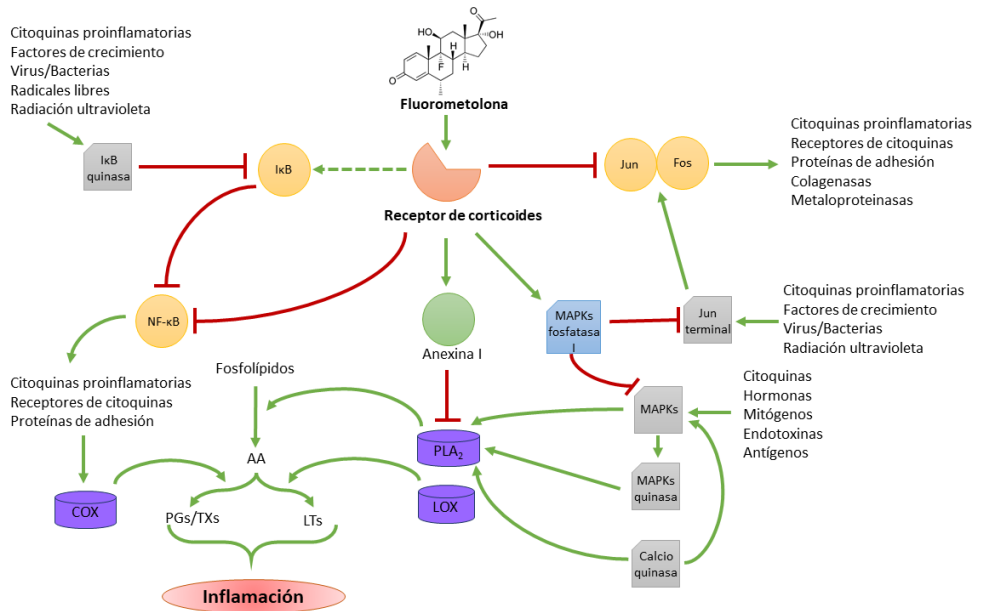 Citoquinas proinflamatorias
Factores de crecimiento
Virus/Bacterias
Radicales libres
Radiación ultravioleta
O
HO
OH
F
H
H
O
Fluorometolona
IκB
quinasa
IκB
Receptor de corticoides
Jun
Fos
Citoquinas proinflamatorias
Receptores de citoquinas
Proteínas de adhesión
Colagenasas
Metaloproteinasas
NF-κB
Anexina I
MAPKs
fosfatasa
I
Jun
terminal
Citoquinas proinflamatorias
Factores de crecimiento
Virus/Bacterias
Radiación ultravioleta
Citoquinas proinflamatorias
Receptores de citoquinas
Proteínas de adhesión
Fosfolípidos
AA
PLA2
MAPKs
Citoquinas
Hormonas
Mitógenos
Endotoxinas
Antígenos
MAPKs
quinasa
COX
PGs/TXs
LTs
LOX
Calcio
quinasa
Inflamación